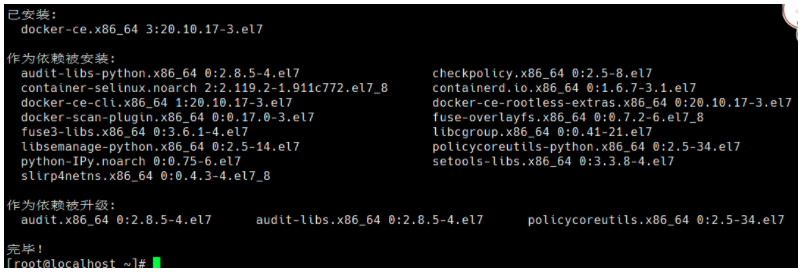 已安装:
docker-ce.x86_64 3:20.10.17-3.el7
作为依赖被安装:
audit-libs-python.x86_64 0:2.8.5-4.el7 checkpolicy.x86_64 0:2.5-8.el7
container-selinux.noarch 2:2.119.2-1.911c772.el7_8 containerd.io.x86_64 0:1.6.7-3.1.el7
docker-ce-cli.x86_64 1:20.10.17-3.el7 docker-ce-rootless-extras.x86_64 0:20.10.17-3.el7
docker-scan-plugin.x86_64 0:0.17.0-3.el7 fuse-overlayfs.x86_64 0:0.7.2-6.el7_8
fuse3-libs.x86_64 0:3.6.1-4.el7 libcgroup.x86_64 0:0.41-21.el7
libsemanage-python.x86_64 0:2.5-14.el7 policycoreutils-python.x86_64 0:2.5-34.el7
python-IPy.noarch 0:0.75-6.el7 setools-libs.x86_64 0:3.3.8-4.el7
slirp4netns.x86_64 0:0.4.3-4.el7_8
作为依赖被升级:
audit.x86_64 0:2.8.5-4.el7 audit-libs.x86_64 0:2.8.5-4.el7 policycoreutils.x86_64 0:2.5-34.el7
完毕!
[root@localhost ~]#